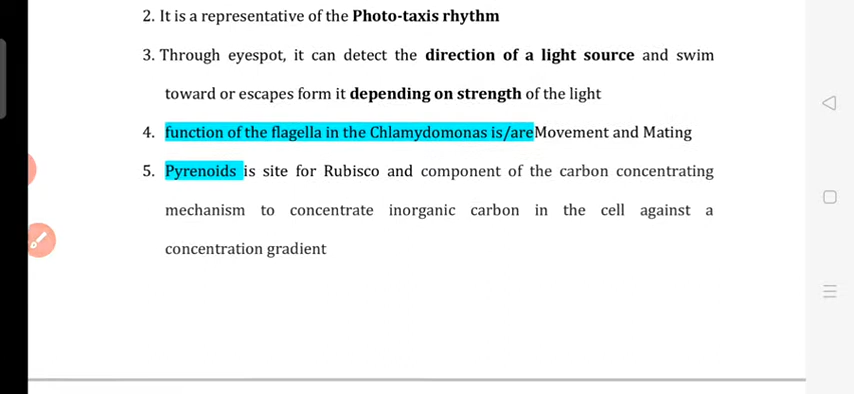 2. It is a representative of the Photo-taxis rhythm
3. Through eyespot, it can detect the direction of a light source and swim
toward or escapes form it depending on strength of the light
4. function of the flagella in the Chlamydomonas is/areMovement and Mating
5. Pyrenoids is site for Rubisco and component of the carbon concentrating
mechanism to concentrate inorganic carbon in the cell against a
concentration gradient